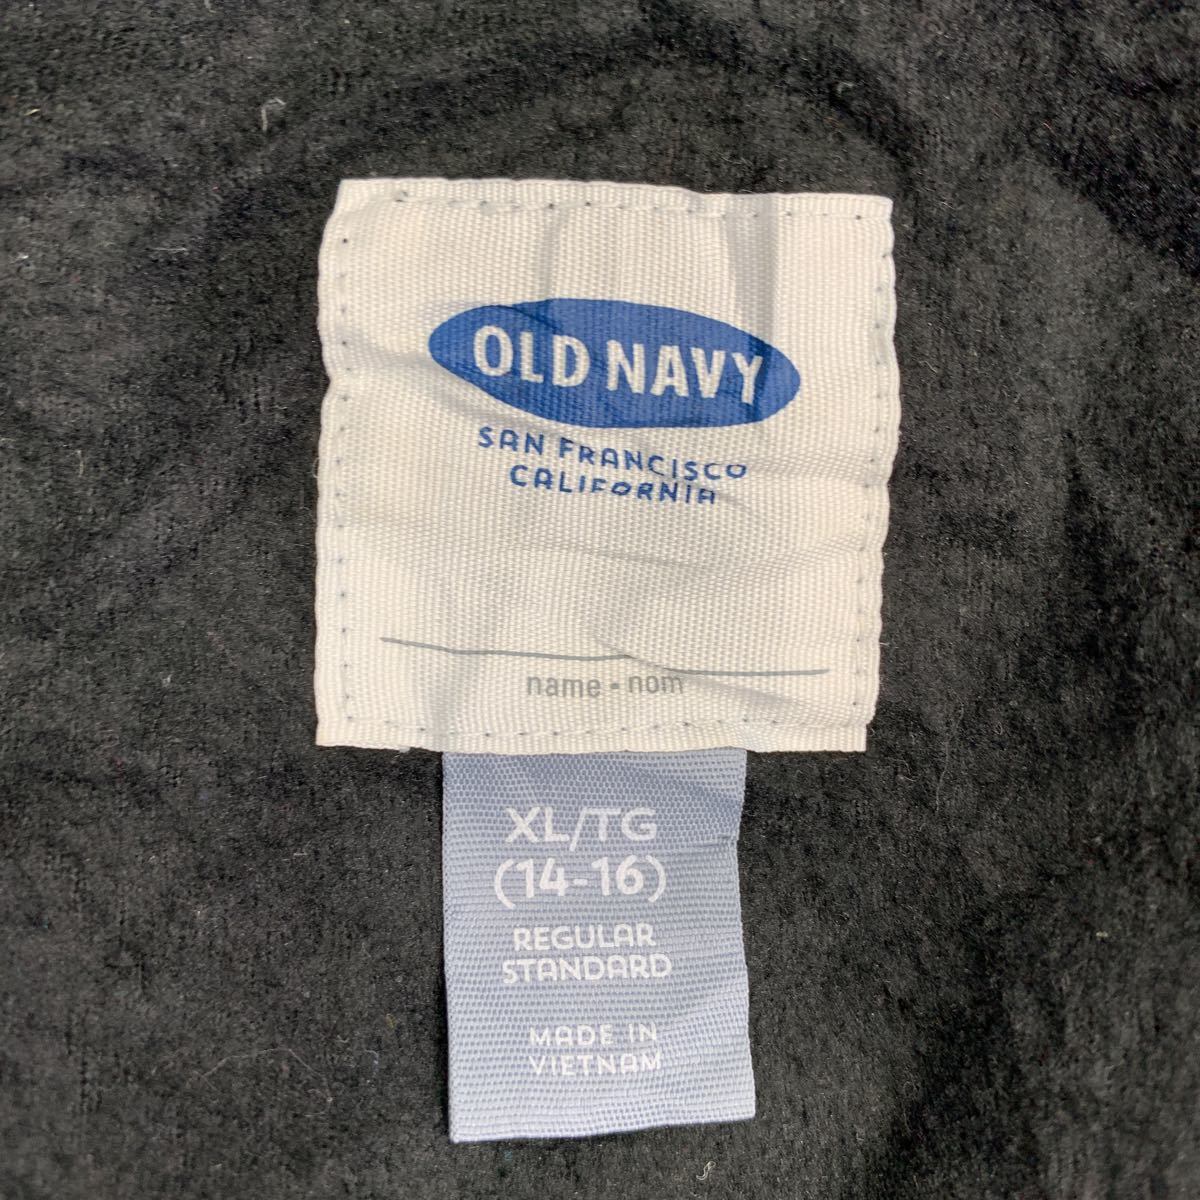 OLD NAVY
SAN FRANCISCO
CALIFORNIA
name • nom
XL/TG
(14-16)
REGULAR
STANDARD
MADE IN
VIETNAM